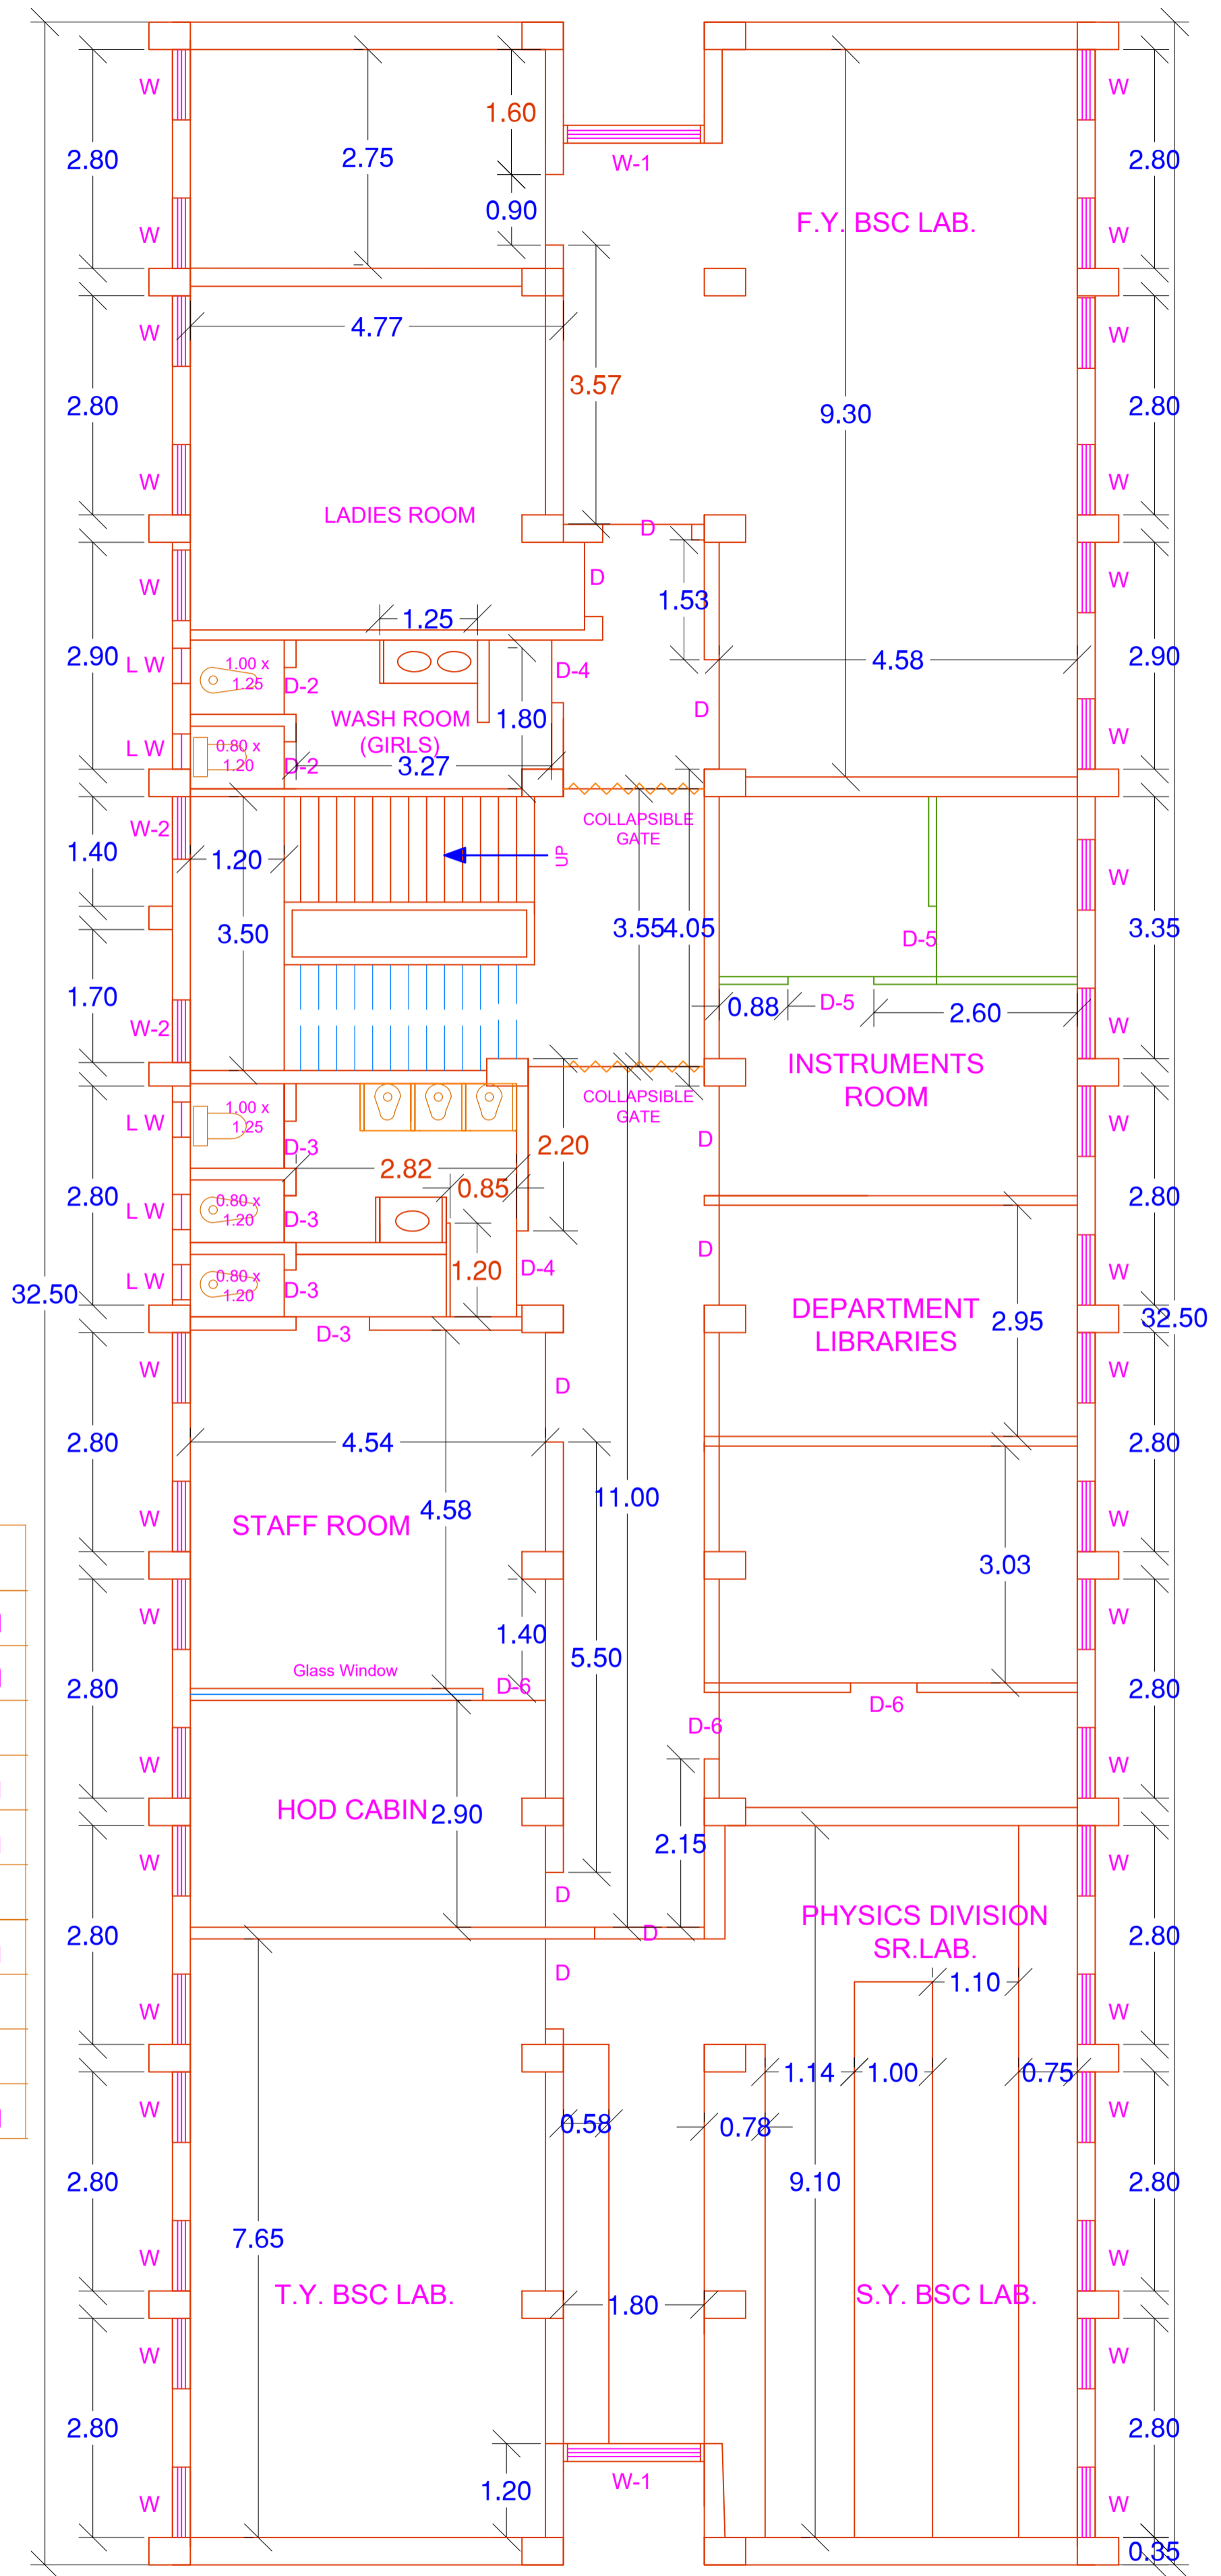 W
1.60
W
2.80
2.75
W-1
2.80
0.90
F.Y. BSC LAB.
W
W
4.77
W
W
3.57
2.80
9.30
2.80
W
W
LADIES ROOM
D
D
W
W
1.53
1.25
2.90
L W
1.00 x
1.25
D-2
D-4
4.58
2.90
D
WASH ROOM
(GIRLS)
1.80
L W
0.80 x
1.20
D-2
3.27
W
COLLAPSIBLE
GATE
W-2
1.40
1.20
UP
W
3.50
3.55
4.05
3.35
D-5
1.70
W-2
0.88
D-5
2.60
W
INSTRUMENTS
ROOM
COLLAPSIBLE
GATE
L W
1.00 x
1.25
D-3
2.20
D
W
2.82
0.85
2.80
2.80
L W
0.80 x
1.20
D-3
D
1.20
D-4
L W
0.80 x
1.20
D-3
W
32.50
DEPARTMENT
LIBRARIES
2.95
32.50
D-3
W
D
W
2.80
4.54
2.80
11.00
4.58
STAFF ROOM
W
W
3.03
W
1.40
W
5.50
Glass Window
2.80
D-6
2.80
D-6
D-6
W
W
HOD CABIN
2.90
2.15
W
W
D
PHYSICS DIVISION
SR.LAB.
2.80
D
2.80
D
1.10
W
W
1.14
1.00
0.75
W
0.58
0.78
W
2.80
9.10
2.80
7.65
W
W
T.Y. BSC LAB.
S.Y. BSC LAB.
1.80
W
W
2.80
2.80
W-1
1.20
W
W
0.35